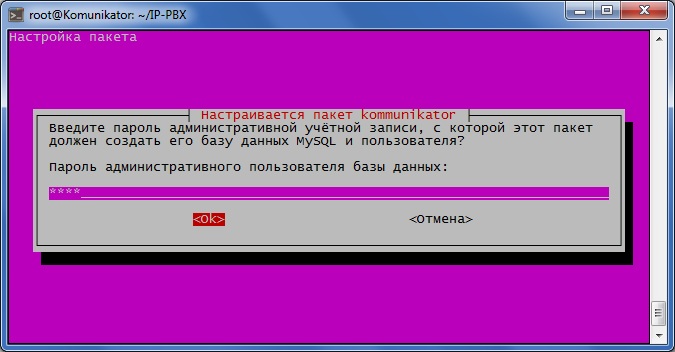 root@Komunikator: ~/IP-PBX
Настройка пакета
Настраивается пакет kommunikator
Введите пароль административной учётной записи, с которой этот пакет
должен создать его базу данных MySQL и пользователя?
Пароль административного пользователя базы данных:
****
<Ok> <Отмена>